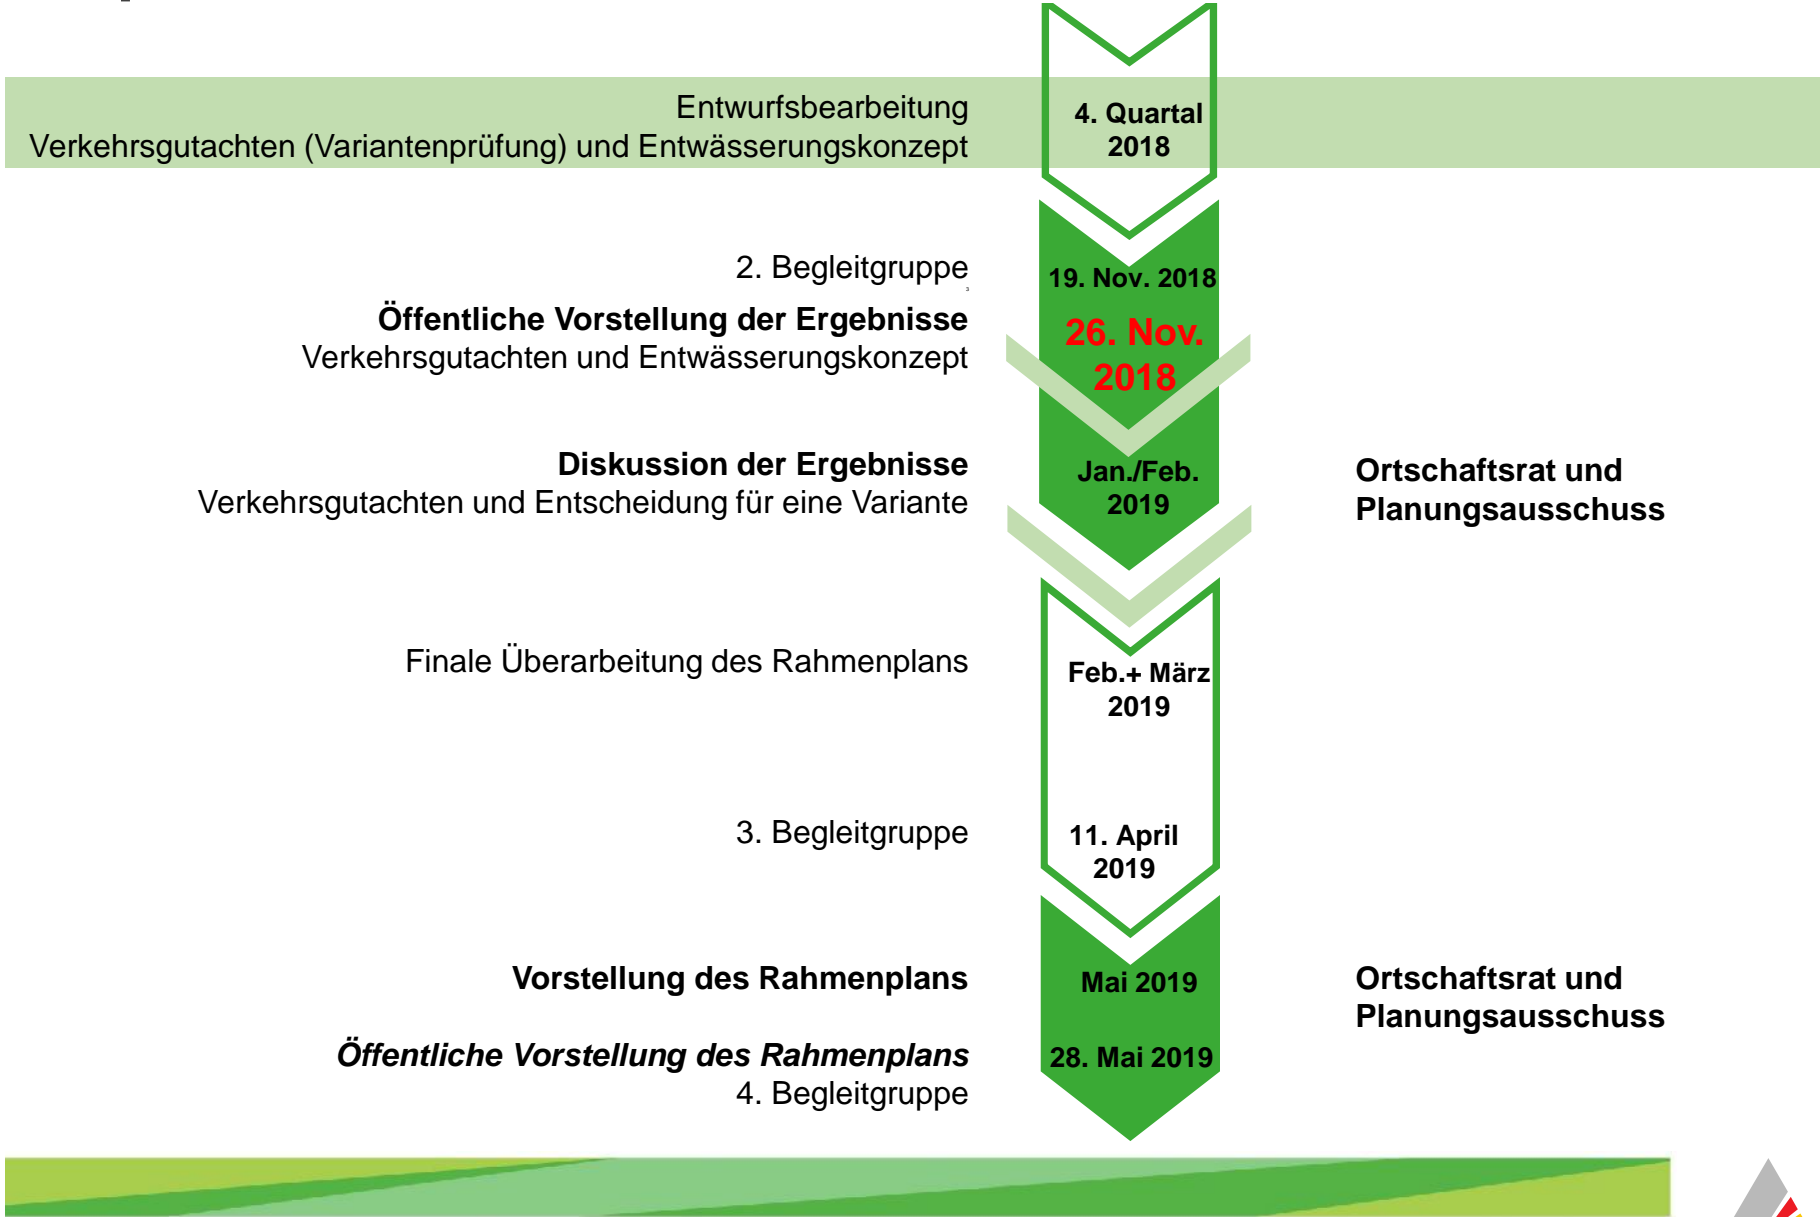 Entwurfsbearbeitung
Verkehrsgutachten (Variantenprüfung) und Entwässerungskonzept
4. Quartal
2018
2. Begleitgruppe
19. Nov. 2018
Öffentliche Vorstellung der Ergebnisse
Verkehrsgutachten und Entwässerungskonzept
26. Nov.
2018
Diskussion der Ergebnisse
Verkehrsgutachten und Entscheidung für eine Variante
Jan./Feb.
2019
Ortschaftsrat und
Planungsausschuss
Finale Überarbeitung des Rahmenplans
Feb.+ März
2019
3. Begleitgruppe
11. April
2019
Vorstellung des Rahmenplans
Mai 2019
Ortschaftsrat und
Planungsausschuss
Öffentliche Vorstellung des Rahmenplans
4. Begleitgruppe
28. Mai 2019